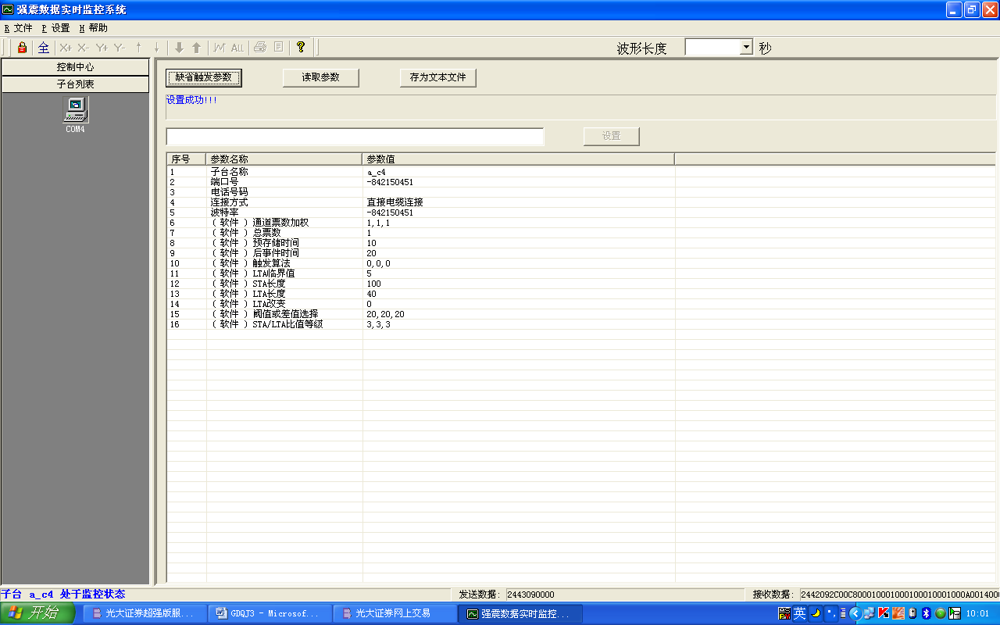 强震数据实时监控系统
R 文件 P 设置 H 帮助
全 X+ X- Y+ Y- ALL ? 波形长度 秒
控制中心
子台列表
COM4
缺省触发参数 读取参数 存为文本文件
设置成功!!!
设置
序号 参数名称 参数值
1 子台名称 a_c4
2 端口号 -842150451
3 电话号码
4 连接方式 直接电缆连接
5 波特率 -842150451
6 ( 软件 ) 通道票数加权 1,1,1
7 ( 软件 ) 总票数 1
8 ( 软件 ) 预存储时间 10
9 ( 软件 ) 后事件时间 20
10 ( 软件 ) 触发算法 0,0,0
11 ( 软件 ) LTA临界值 5
12 ( 软件 ) STA长度 100
13 ( 软件 ) LTA长度 40
14 ( 软件 ) LTA改变 0
15 ( 软件 ) 阈值或差值选择 20,20,20
16 ( 软件 ) STA/LTA比值等级 3,3,3
子台 a_c4 处于监控状态 发送数据: 2443090000 接收数据: 2442092C00C80001000100010001000100 0A001400
开始 光大证券超强版服... GDQJ3 - Microsof... 光大证券网上交易 强震数据实时监控... 英 10:01